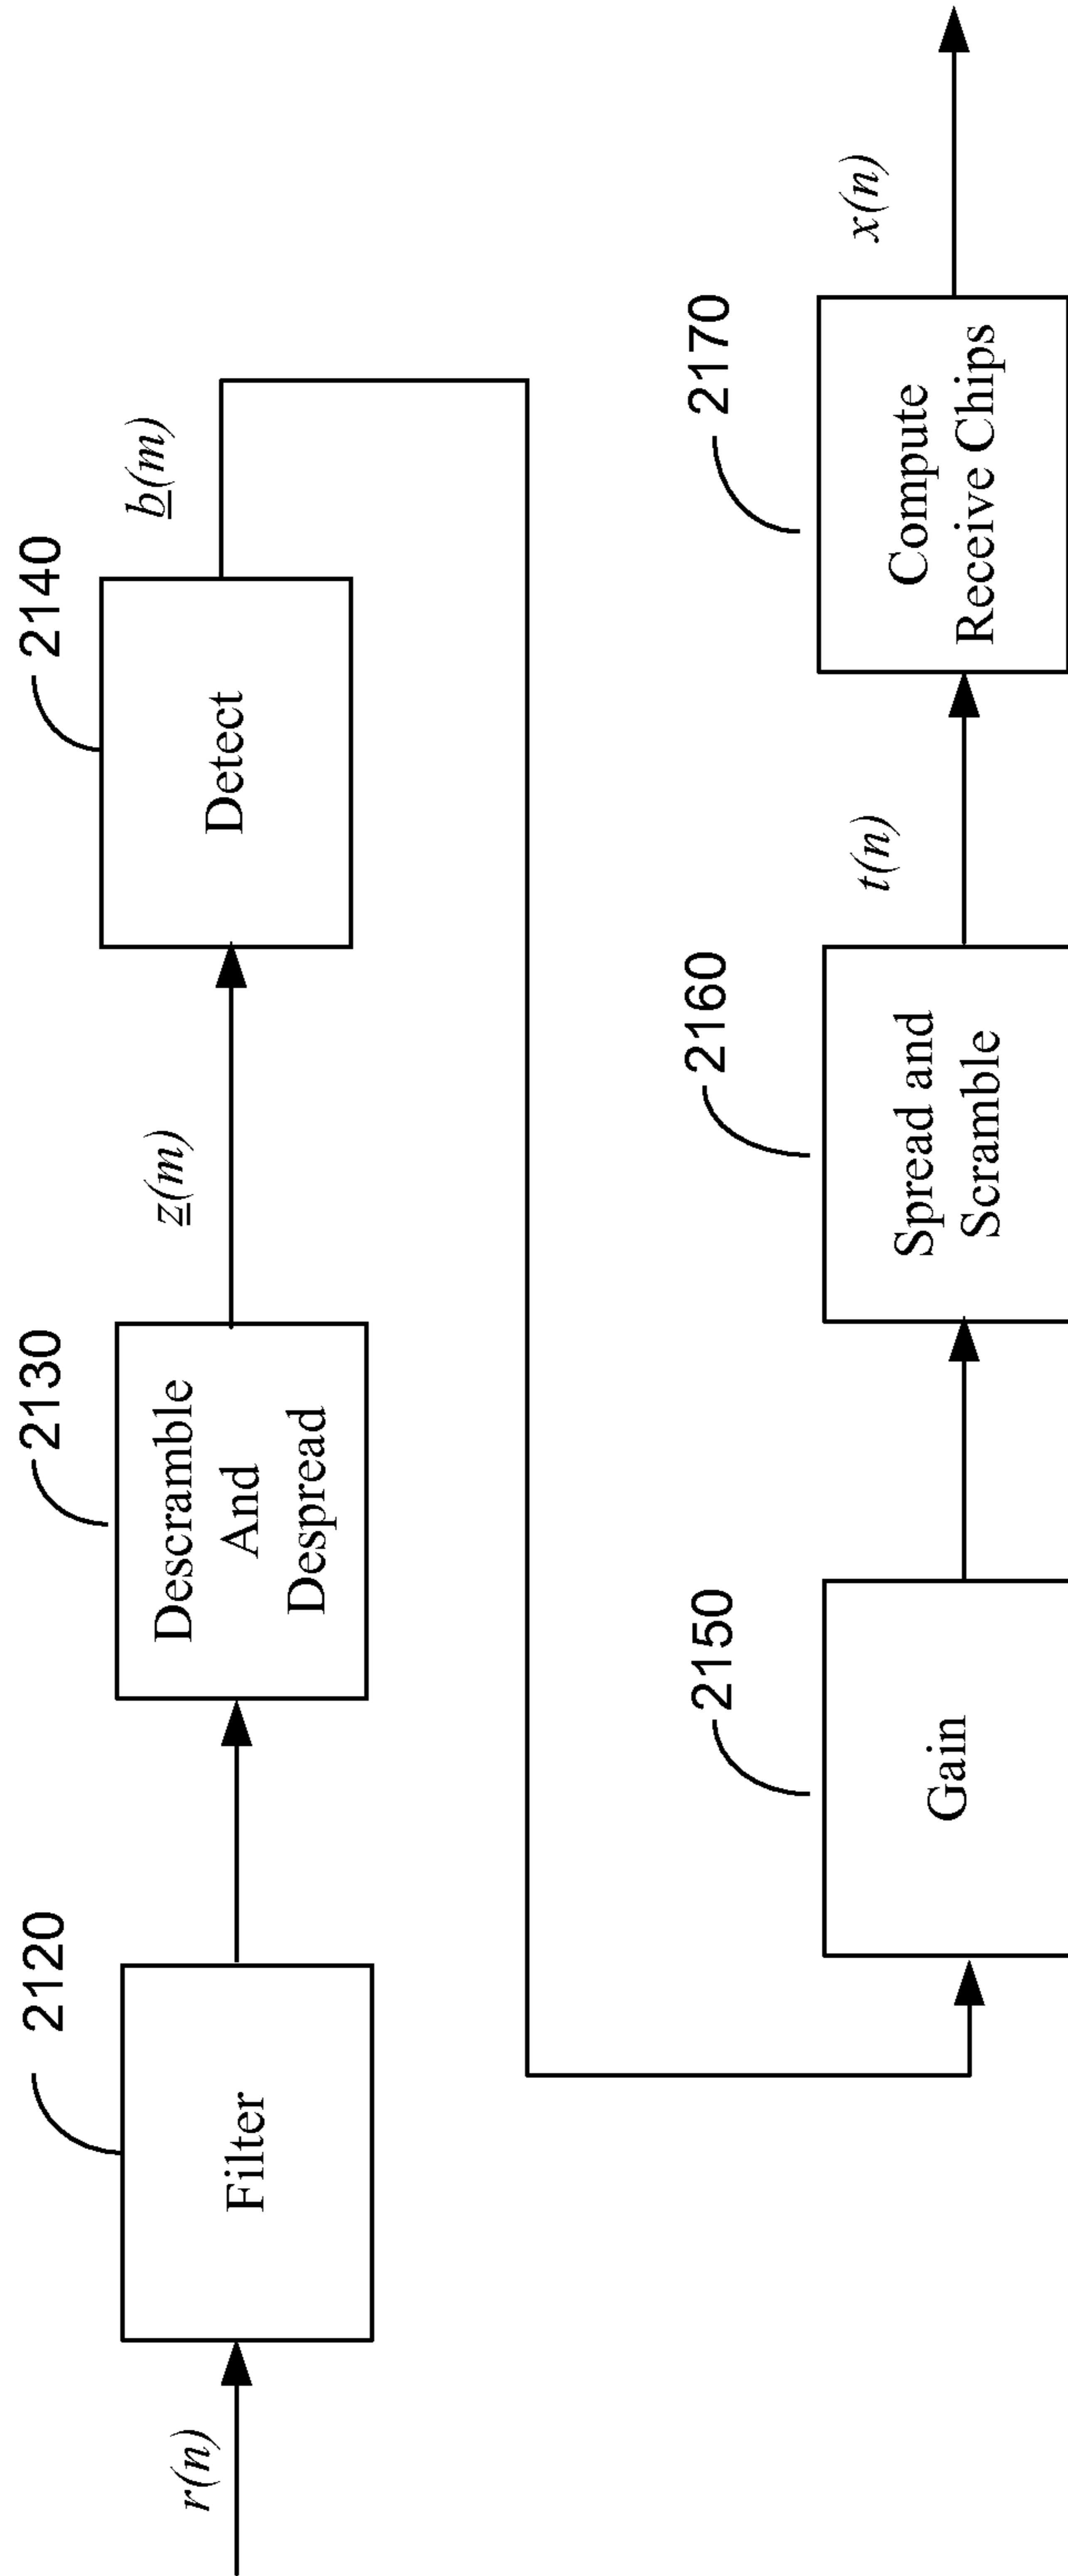 2120
2130
2140
r(n)
Filter
Descramble
And
Despread
z(m)
Detect
b(m)
2150
2160
2170
Gain
Spread and
Scramble
t(n)
Compute
Receive Chips
x(n)